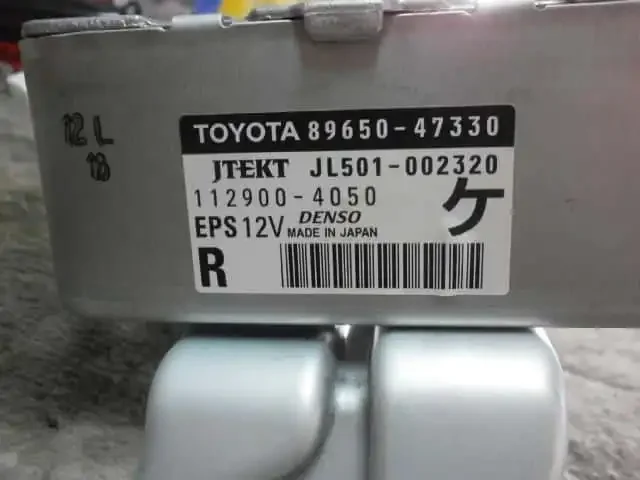 12 L
18
TOYOTA 89650-47330
JTEKT JL501-002320
112900-4050
ケ
EPS 12V DENSO MADE IN JAPAN
R